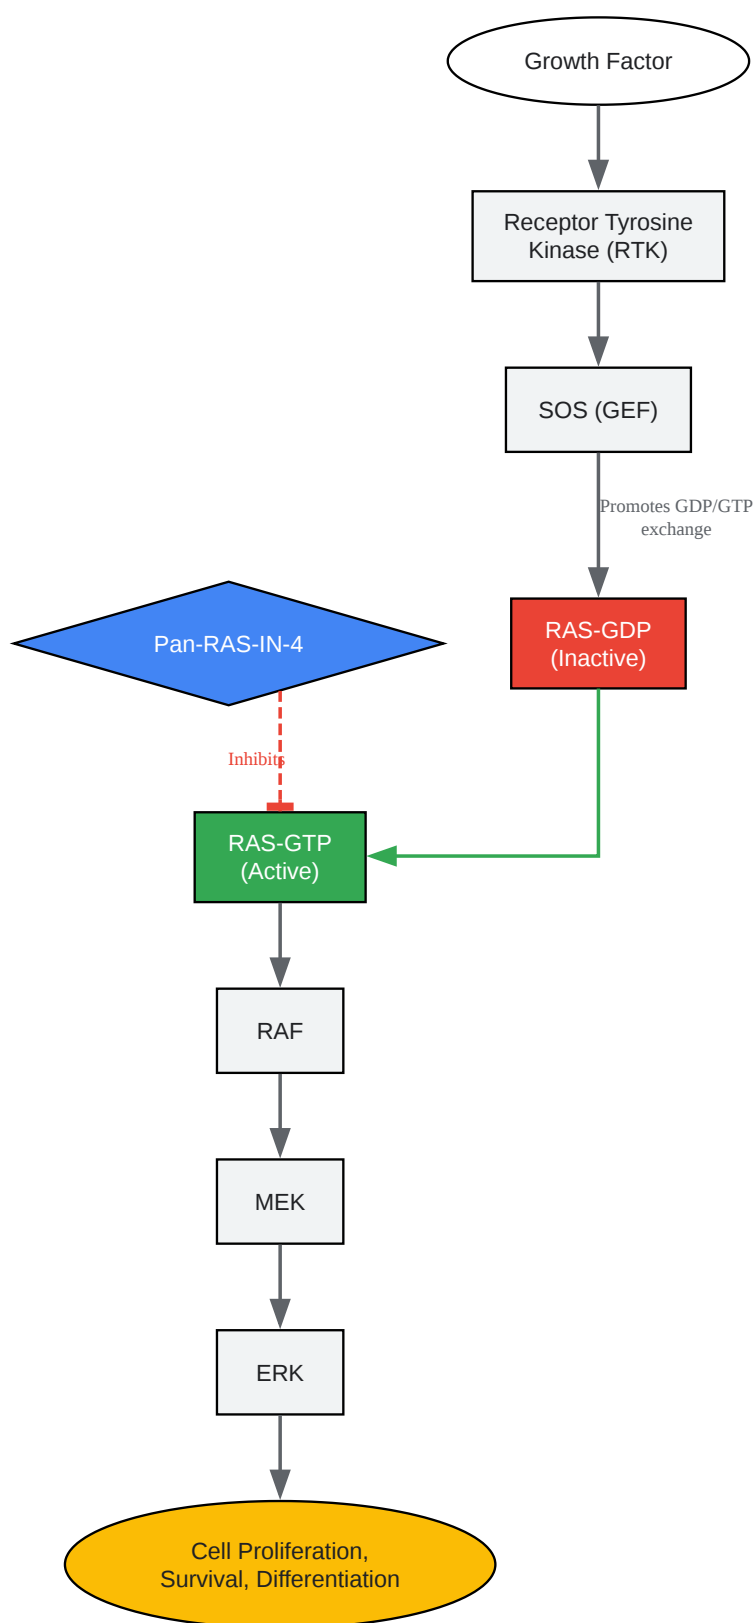 Growth Factor
Receptor Tyrosine
Kinase (RTK)
SOS (GEF)
Promotes GDP/GTP
exchange
Pan-RAS-IN-4
RAS-GDP
(Inactive)
Inhibits
RAS-GTP
(Active)
RAF
MEK
ERK
Cell Proliferation,
Survival, Differentiation